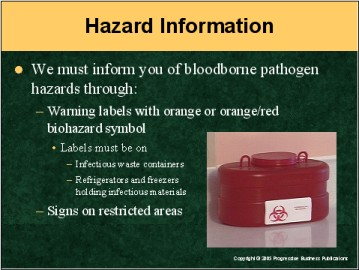 Hazard Information
We must inform you of bloodborne pathogen
hazards through:
– Warning labels with orange or orange/red
biohazard symbol
• Labels must be on
– Infectious waste containers
– Refrigerators and freezers
holding infectious materials
– Signs on restricted areas
Copyright © 2003 Progressive Business Publications